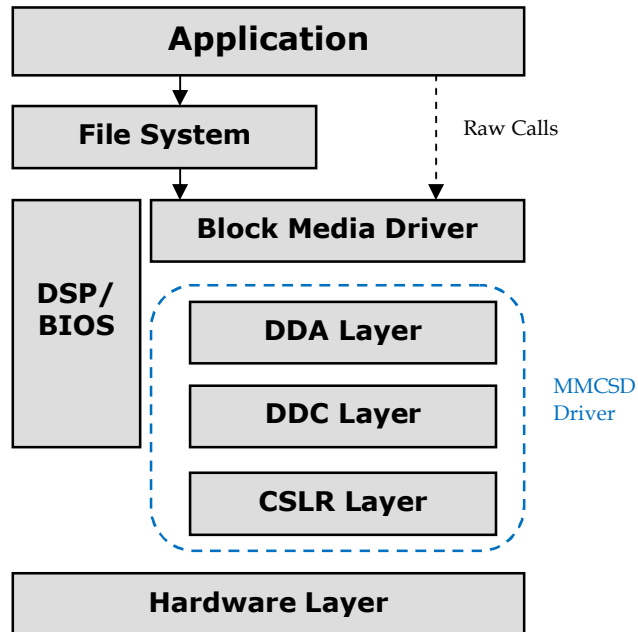 Application
File System
Raw Calls
Block Media Driver
DSP/
BIOS
DDA Layer
DDC Layer
MMCSD
Driver
CSLR Layer
Hardware Layer